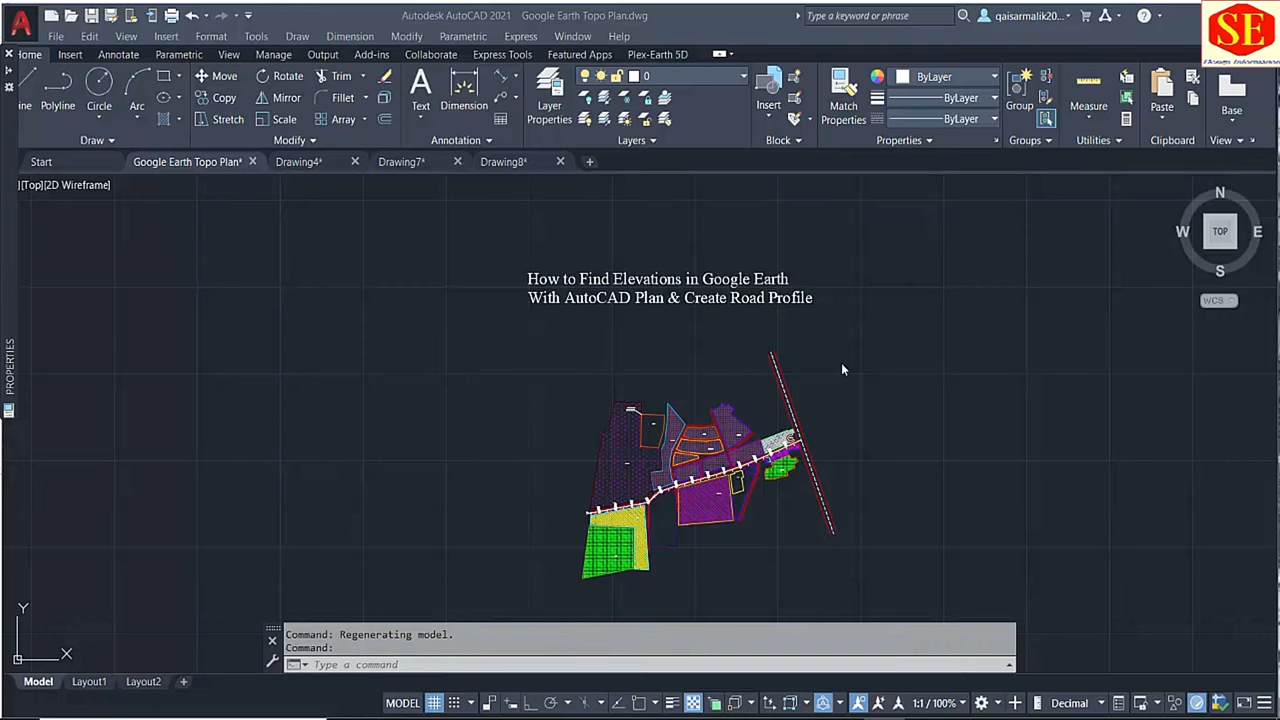 Autodesk AutoCAD 2021 Google Earth Topo Plan.dwg
Type a keyword or phrase
qaisarmalik20...
SE
File Edit View Insert Format Tools Draw Dimension Modify Parametric Express Window Help
Home Insert Annotate Parametric View Manage Output Add-ins Collaborate Express Tools Featured Apps Plex-Earth 5D
Move Rotate Trim
Copy Mirror Fillet
Stretch Scale Array
ine Polyline Circle Arc
Text Dimension
Layer Properties
0
Insert
Match Properties
ByLayer
ByLayer
ByLayer
Group
Measure
Paste
Base
Draw Modify Annotation Layers Block Properties Groups Utilities Clipboard View
Start Google Earth Topo Plan* Drawing4* Drawing7* Drawing8*
][Top][2D Wireframe]
N
W TOP E
S
WCS
How to Find Elevations in Google Earth
With AutoCAD Plan & Create Road Profile
PROPERTIES
Y
X
Command: Regenerating model.
Command:
Type a command
Model Layout1 Layout2
MODEL 1:1 / 100% Decimal